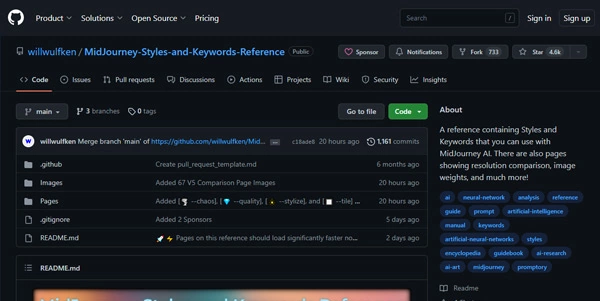 Product Solutions Open Source Pricing Search / Sign in Sign up
willwulfken / MidJourney-Styles-and-Keywords-Reference Public Sponsor Notifications Fork 733 Star 4.6k
Code Issues Pull requests Discussions Actions Projects Wiki Security Insights
main 3 branches 0 tags Go to file Code
willwulfken Merge branch 'main' of https://github.com/willwulfken/Mid... ... 20 hours ago 1,161 commits
.github Create pull_request_template.md 6 months ago
Images Added 67 V5 Comparison Page Images 20 hours ago
Pages Added [ --chaos], [ --quality], [ --stylize], and [ --tile] ... 20 hours ago
.gitignore Added 2 Sponsors 5 days ago
README.md Pages on this reference should load significantly faster no... 2 days ago
README.md
About
A reference containing Styles and
Keywords that you can use with
MidJourney AI. There are also pages
showing resolution comparison, image
weights, and much more!
ai neural-network analysis reference
guide prompt artificial-intelligence
manual keywords
artificial-neural-networks styles
encyclopedia guidebook ai-research
ai-art midjourney promptory
Readme